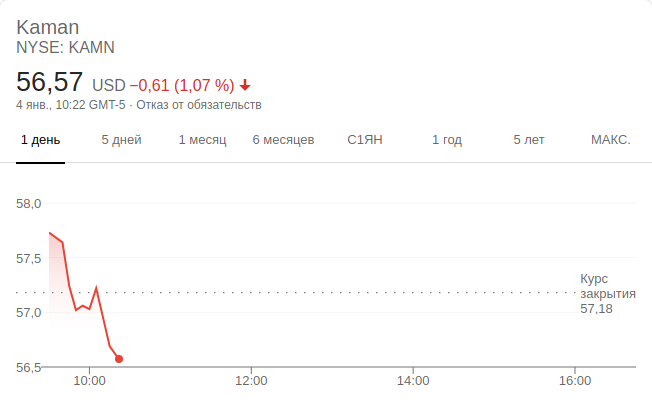 Kaman
NYSE: KAMN
56,57 USD −0,61 (1,07 %)
4 янв., 10:22 GMT-5 · Отказ от обязательств
1 день 5 дней 1 месяц 6 месяцев С1ЯН 1 год 5 лет МАКС.
58,0
57,5
Курс
закрытия
57,18
57,0
56,5
10:00 12:00 14:00 16:00